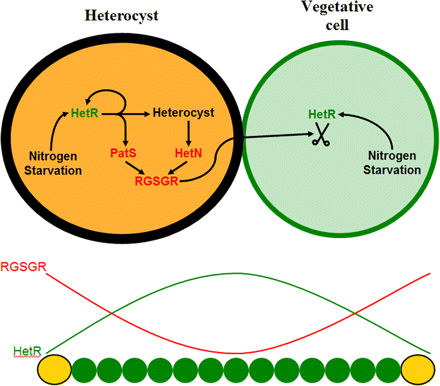 Heterocyst
Vegetative
cell
HetR
Heterocyst
Nitrogen
Starvation
PatS
HetN
RGSGR
HetR
Nitrogen
Starvation
RGSGR
HetR